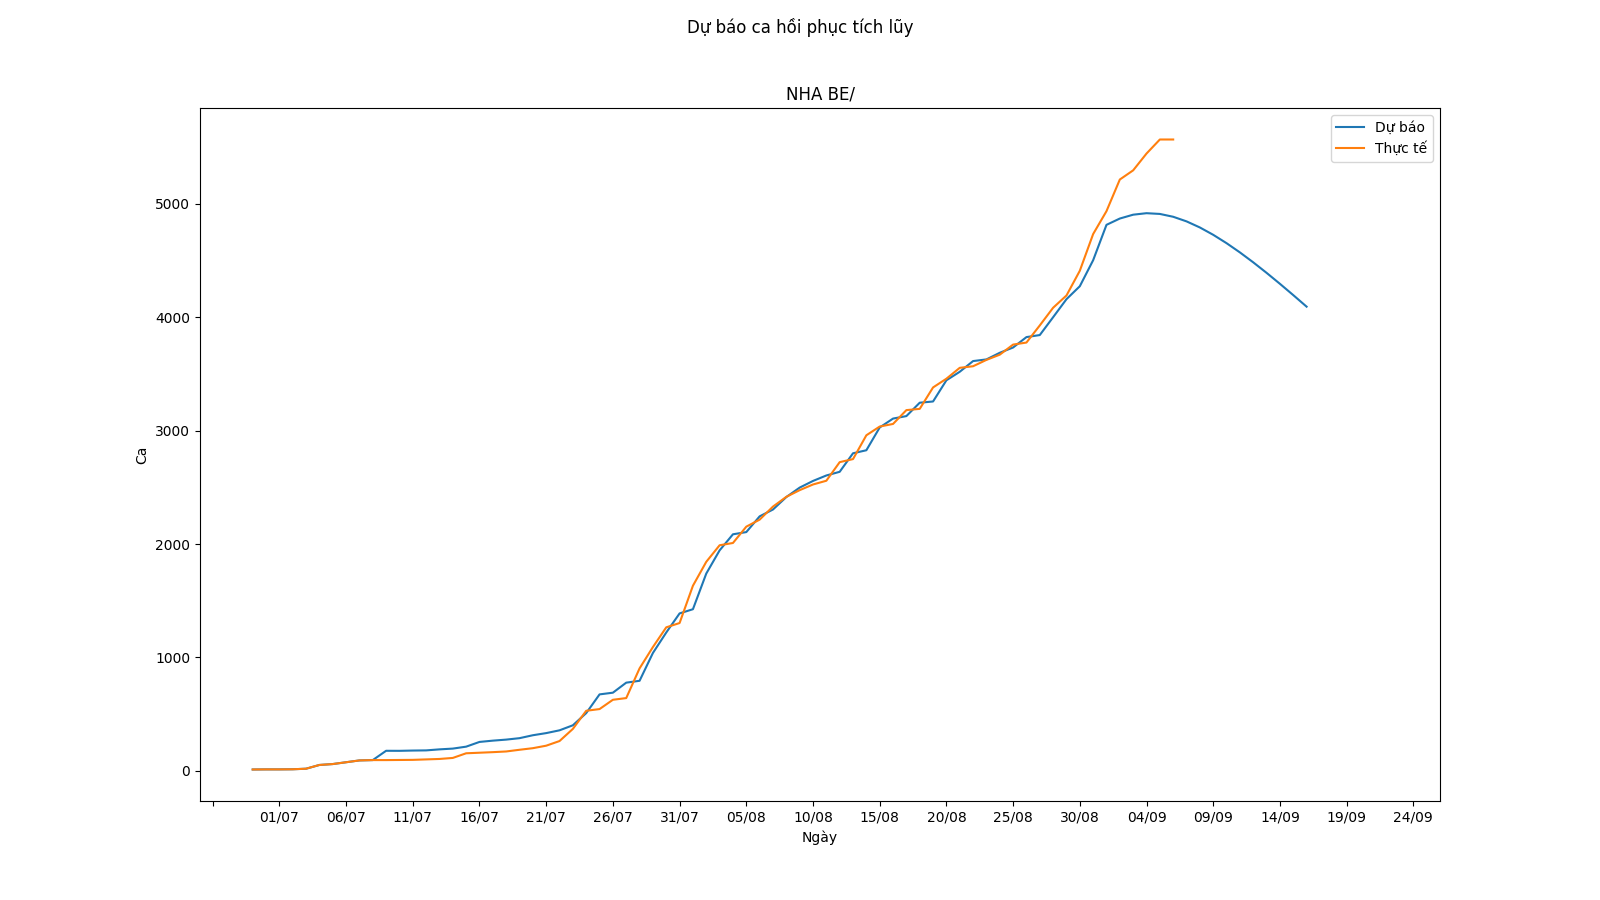 Dự báo ca hồi phục tích lũy
NHA BE/
Dự báo
Thực tế
Ca
5000
4000
3000
2000
1000
0
01/07 06/07 11/07 16/07 21/07 26/07 31/07 05/08 10/08 15/08 20/08 25/08 30/08 04/09 09/09 14/09 19/09 24/09
Ngày